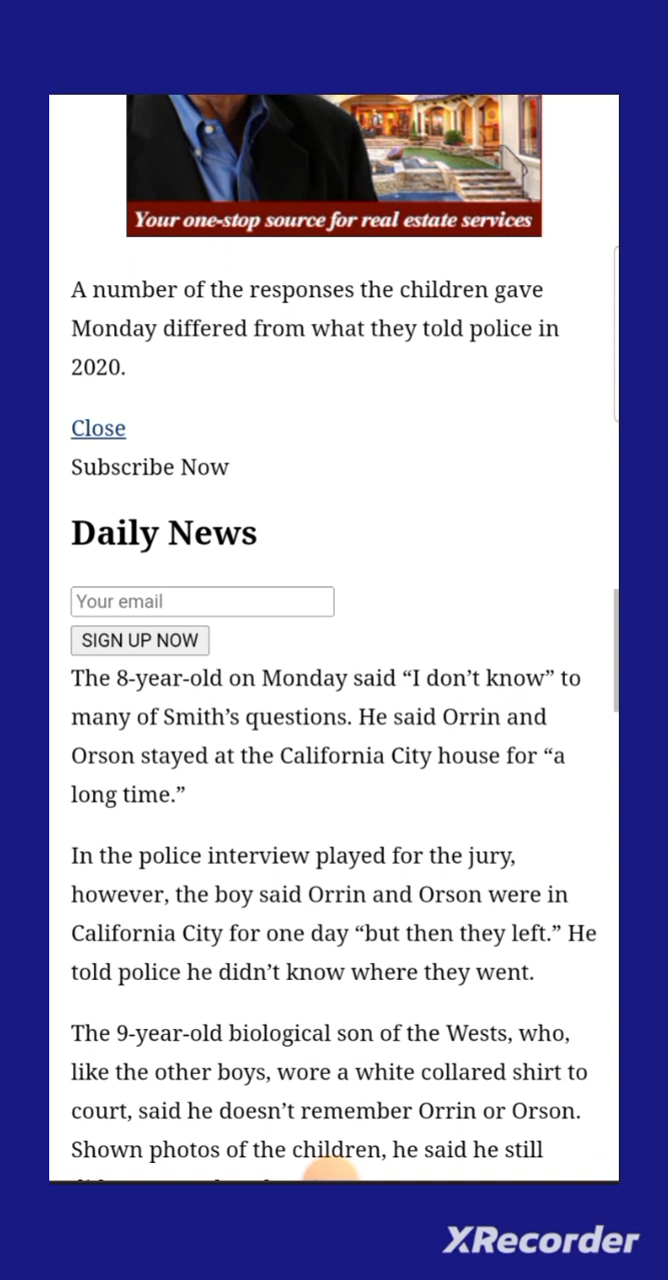 Your one-stop source for real estate services
A number of the responses the children gave
Monday differed from what they told police in
2020.
Close
Subscribe Now
Daily News
Your email
SIGN UP NOW
The 8-year-old on Monday said “I don’t know” to
many of Smith’s questions. He said Orrin and
Orson stayed at the California City house for “a
long time.”
In the police interview played for the jury,
however, the boy said Orrin and Orson were in
California City for one day “but then they left.” He
told police he didn’t know where they went.
The 9-year-old biological son of the Wests, who,
like the other boys, wore a white collared shirt to
court, said he doesn’t remember Orrin or Orson.
Shown photos of the children, he said he still
XRecorder